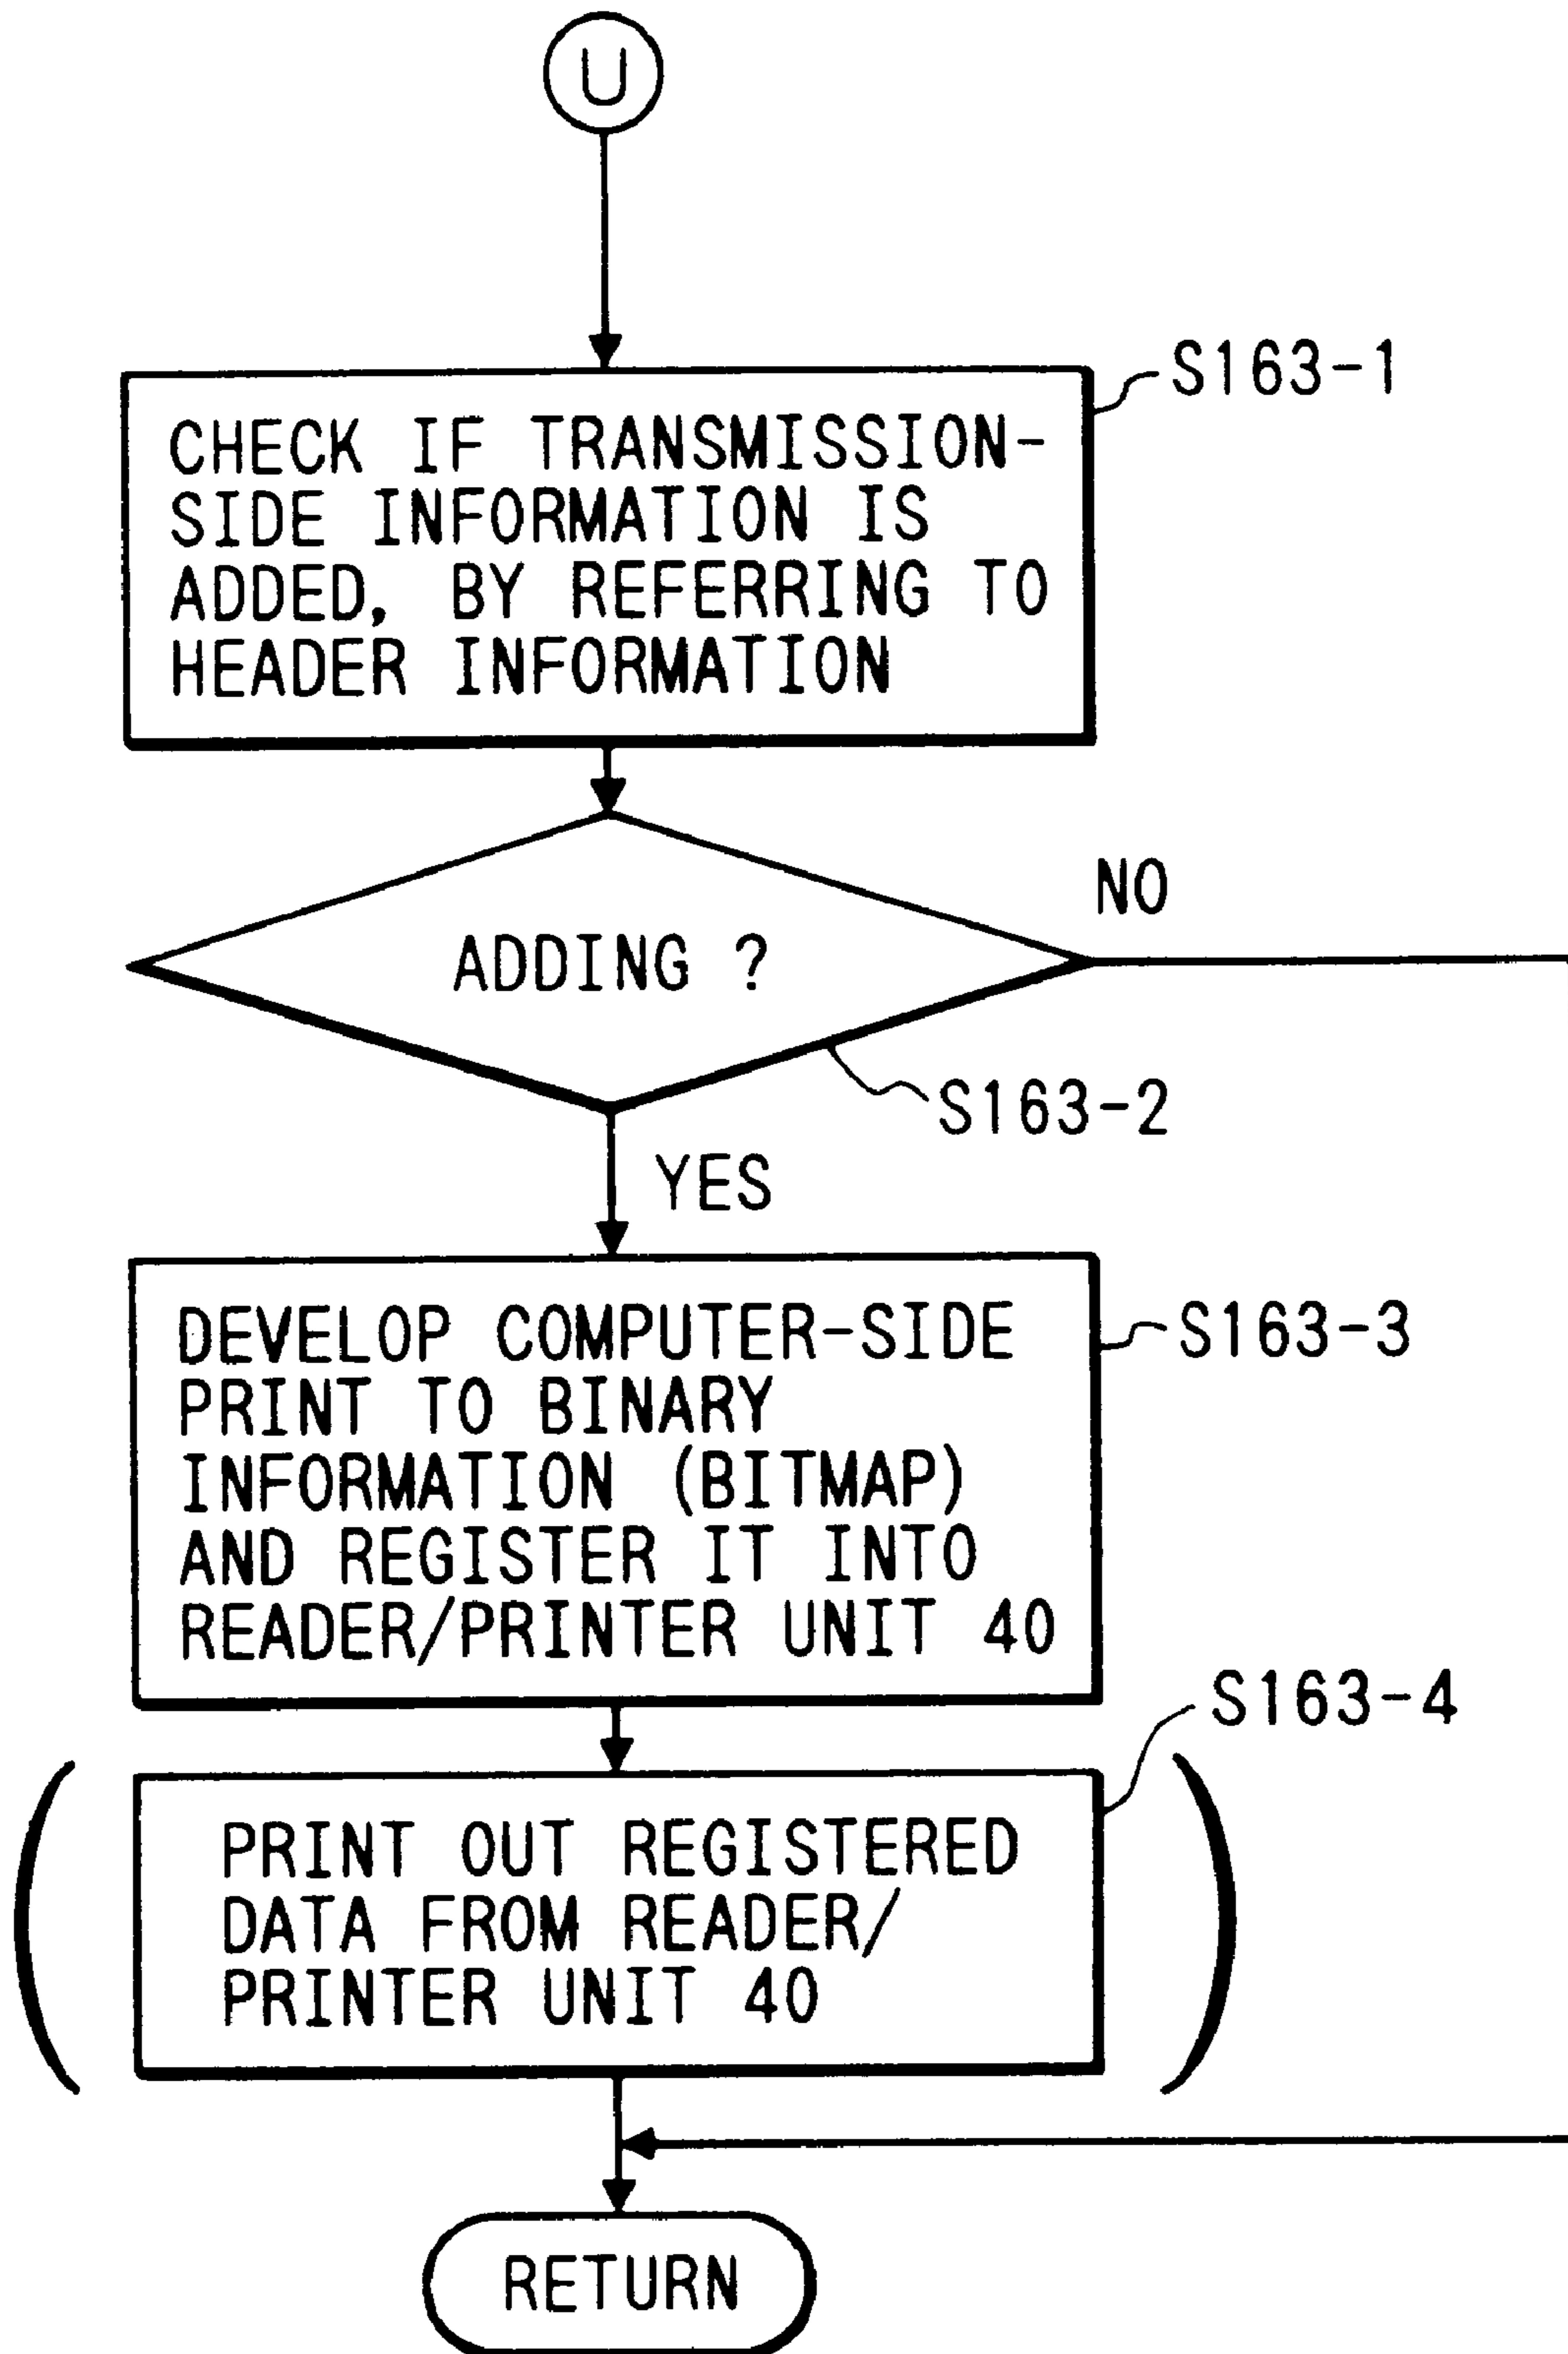 U
S163-1
CHECK IF TRANSMISSION-
SIDE INFORMATION IS
ADDED, BY REFERRING TO
HEADER INFORMATION
NO
ADDING ?
S163-2
YES
DEVELOP COMPUTER-SIDE
PRINT TO BINARY
INFORMATION (BITMAP)
AND REGISTER IT INTO
READER/PRINTER UNIT 40
S163-3
S163-4
PRINT OUT REGISTERED
DATA FROM READER/
PRINTER UNIT 40
RETURN